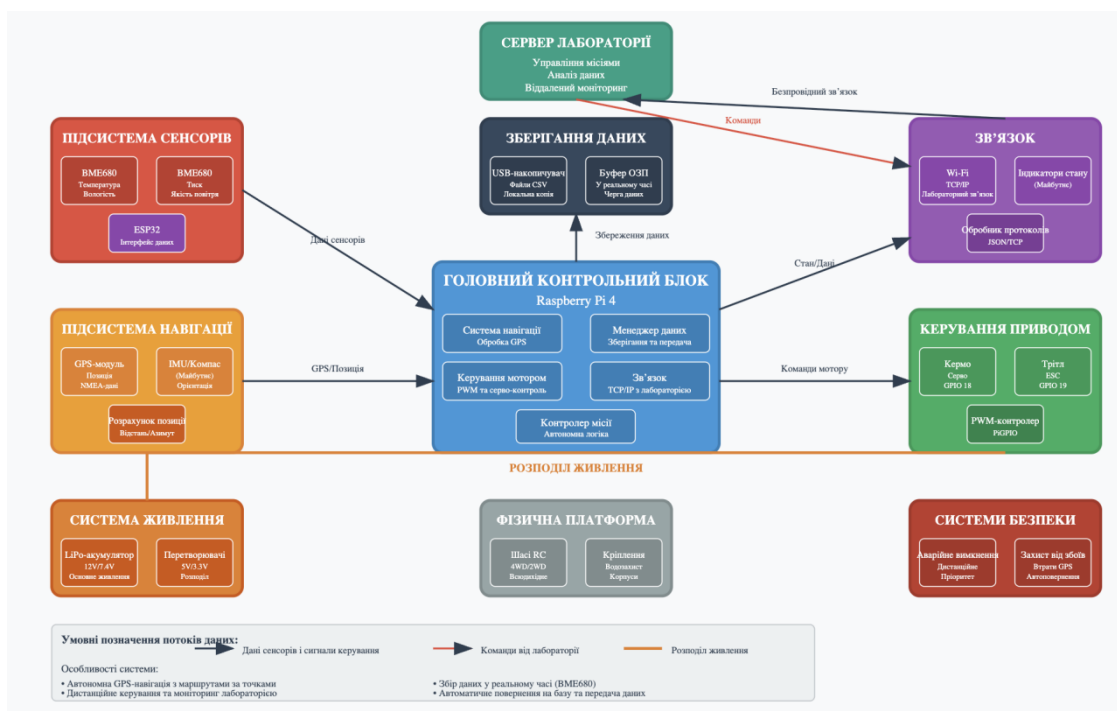 СЕРВЕР ЛАБОРАТОРІЇ
Управління місіями
Аналіз даних
Віддалений моніторинг
Безпровідний зв’язок
Команди
ПІДСИСТЕМА СЕНСОРІВ
BME680
Температура
Вологість
BME680
Тиск
Якість повітря
ESP32
Інтерфейс даних
Дані сенсорів
ЗБЕРІГАННЯ ДАНИХ
USB-накопичувач
Файли CSV
Локальна копія
Буфер ОЗП
У реальному часі
Черга даних
Збереження даних
ЗВ’ЯЗОК
Wi-Fi
TCP/IP
Лабораторний зв’язок
Індикатори стану
(Майбутнє)
Обробник протоколів
JSON/TCP
Стан/Дані
ПІДСИСТЕМА НАВІГАЦІЇ
GPS-модуль
Позиція
NMEA-дані
IMU/Компас
(Майбутнє)
Орієнтація
Розрахунок позиції
Відстань/Азимут
GPS/Позиція
ГОЛОВНИЙ КОНТРОЛЬНИЙ БЛОК
Raspberry Pi 4
Система навігації
Обробка GPS
Менеджер даних
Зберігання та передача
Керування мотором
PWM та серво-контроль
Зв’язок
TCP/IP з лабораторією
Контролер місії
Автономна логіка
Команди мотору
КЕРУВАННЯ ПРИВОДОМ
Кермо
Серво
GPIO 18
Трітл
ESC
GPIO 19
PWM-контролер
PiGPIO
РОЗПОДІЛ ЖИВЛЕННЯ
СИСТЕМА ЖИВЛЕННЯ
LiPo-акумулятор
12V/7.4V
Основне живлення
Перетворювачі
5V/3.3V
Розподіл
ФІЗИЧНА ПЛАТФОРМА
Шасі RC
4WD/2WD
Всюдихідне
Кріплення
Водозахист
Корпуси
СИСТЕМИ БЕЗПЕКИ
Аварійне вимкнення
Дистанційне
Пріоритет
Захист від збоїв
Втрати GPS
Автоповернення
Умовні позначення потоків даних:
Дані сенсорів і сигнали керування
Команди від лабораторії
Розподіл живлення
Особливості системи:
• Автономна GPS-навігація з маршрутами за точками
• Дистанційне керування та моніторинг лабораторією
• Збір даних у реальному часі (BME680)
• Автоматичне повернення на базу та передача даних